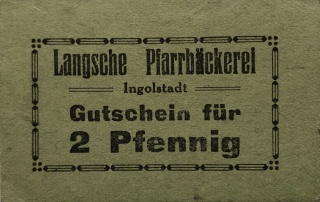 Langsche Pfarrbäckerei
Ingolstadt
Gutschein für
2 Pfennig